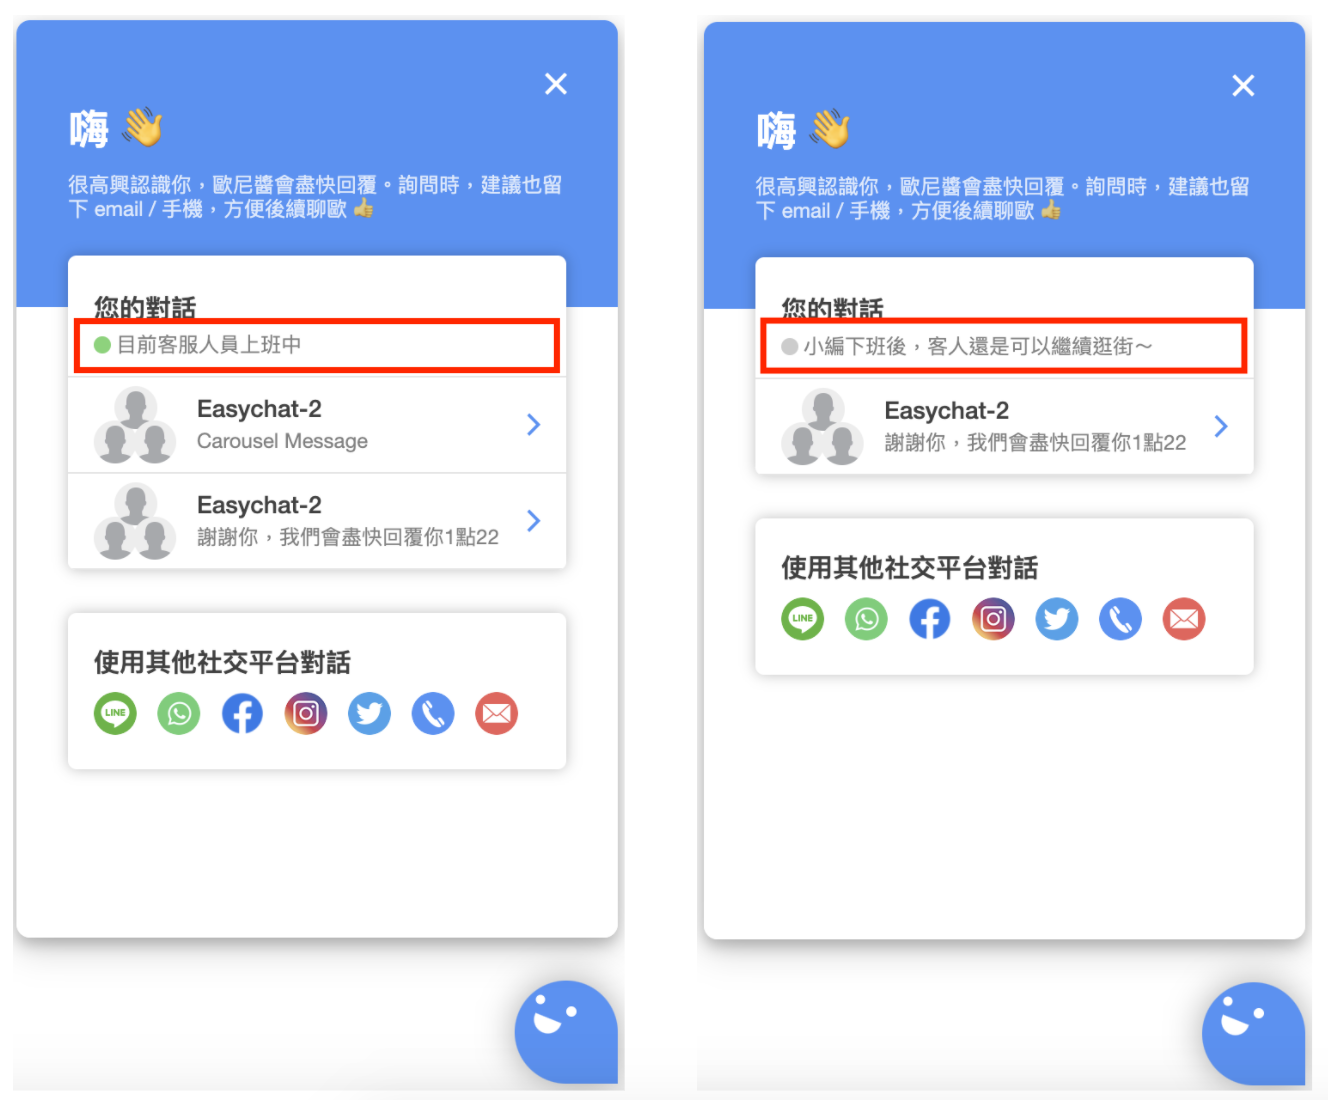 嗨 👋
很高興認識你，歐尼醬會盡快回覆。詢問時，建議也留
下 email / 手機，方便後續聊歐 👍
您的對話
目前客服人員上班中
Easychat-2
Carousel Message
Easychat-2
謝謝你，我們會盡快回覆你1點22
使用其他社交平台對話
LINE
嗨 👋
很高興認識你，歐尼醬會盡快回覆。詢問時，建議也留
下 email / 手機，方便後續聊歐 👍
您的對話
小編下班後，客人還是可以繼續逛街～
Easychat-2
謝謝你，我們會盡快回覆你1點22
使用其他社交平台對話
LINE